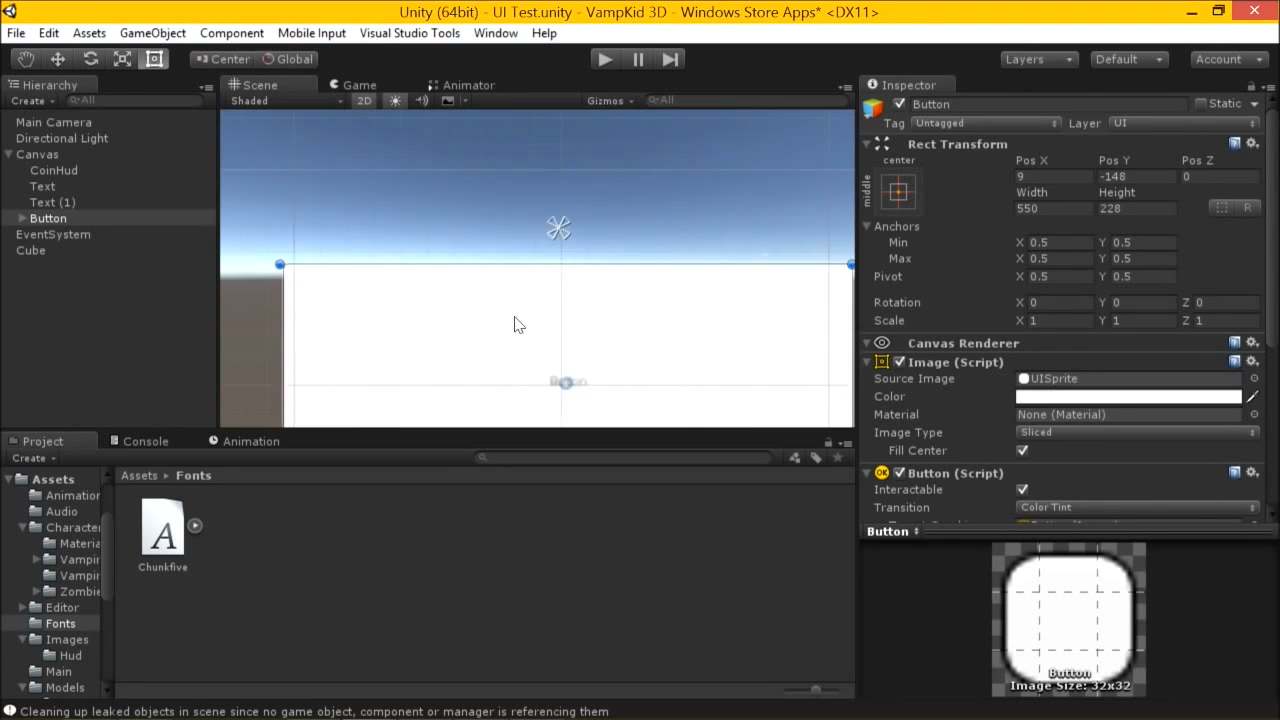 Unity (64bit) - UI Test.unity - VampKid 3D - Windows Store Apps* <DX11>
File Edit Assets GameObject Component Mobile Input Visual Studio Tools Window Help
Center Global Layers Default Account
Hierarchy Scene Game Animator Inspector
Create All Shaded 2D Gizmos All Button Static
Tag Untagged Layer UI
Main Camera
Directional Light
Canvas
CoinHud
Text
Text (1)
Button
EventSystem
Cube
Button
Rect Transform
center
middle
Pos X Pos Y Pos Z
9 -148 0
Width Height
550 228
R
Anchors
Min X 0.5 Y 0.5
Max X 0.5 Y 0.5
Pivot X 0.5 Y 0.5
Rotation X 0 Y 0 Z 0
Scale X 1 Y 1 Z 1
Canvas Renderer
Image (Script)
Source Image UISprite
Color
Material None (Material)
Image Type Sliced
Fill Center
OK Button (Script)
Interactable
Transition Color Tint
Project Console Animation
Create
Assets
Animation
Audio
Character
Materia
Vampir
Vampir
Zombie
Editor
Fonts
Images
Hud
Main
Models
Assets Fonts
A
Chunkfive
Button
Button
Image Size: 32x32
Cleaning up leaked objects in scene since no game object, component or manager is referencing them